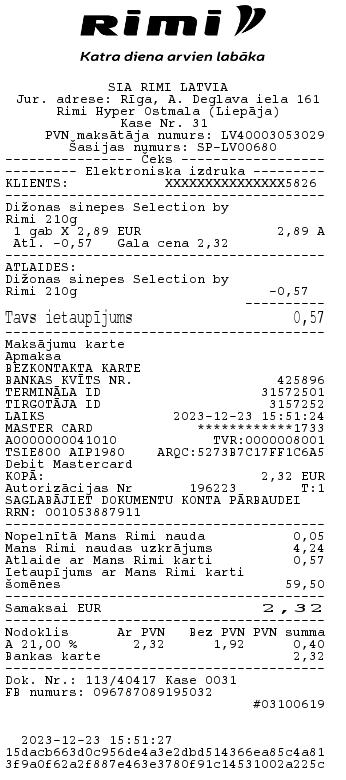 Rimi
Katra diena arvien labāka
SIA RIMI LATVIA
Jur. adrese: Rīga, A. Deglava iela 161
Rimi Hyper Ostmala (Liepāja)
Kase Nr. 31
PVN maksātāja numurs: LV40003053029
Šasijas numurs: SP-LV00680
--------------- Čeks ---------------
--------- Elektroniska izdruka ---------
KLIENTS: XXXXXXXXXXXXXXX5826
Dižonas sinepes Selection by
Rimi 210g
1 gab X 2,89 EUR 2,89 A
Atl. -0,57 Gala cena 2,32
ATLAIDES:
Dižonas sinepes Selection by
Rimi 210g -0,57
Tavs ietaupījums 0,57
Maksājumu karte
Apmaksa
BEZKONTAKTA KARTE
BANKAS KVĪTS NR. 425896
TERMINĀLA ID 31572501
TIRGOTĀJA ID 3157252
LAIKS 2023-12-23 15:51:24
MASTER CARD ************1733
A0000000041010 TVR:0000008001
TSIE800 AIP1980 ARQC:5273B7C17FF1C6A5
Debit Mastercard
KOPĀ: 2,32 EUR
Autorizācijas Nr 196223 T:1
SAGLABĀJIET DOKUMENTU KONTA PĀRBAUDEI
RRN: 001053887911
Nopelnītā Mans Rimi nauda 0,05
Mans Rimi naudas uzkrājums 4,24
Atlaide ar Mans Rimi karti 0,57
Ietaupījums ar Mans Rimi karti
šomēnes 59,50
Samaksai EUR 2,32
Nodoklis Ar PVN Bez PVN PVN summa
A 21,00 % 2,32 1,92 0,40
Bankas karte 2,32
Dok. Nr.: 113/40417 Kase 0031
FB numurs: 096787089195032
#03100619
2023-12-23 15:51:27
15dacb663d0c956de4a3e2dbd514366ea85c4a81
3f9a0f62a2f887e463e3780f91c14531002a225c